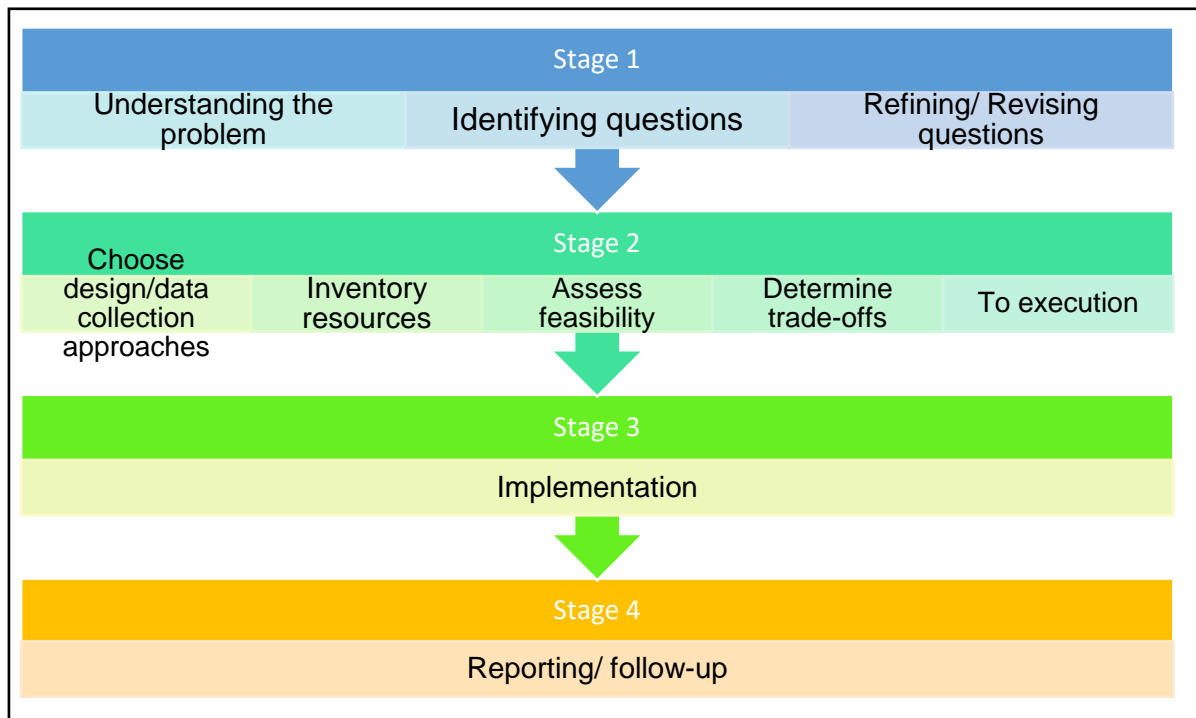 Stage 1
Understanding the
problem
Identifying questions
Refining/ Revising
questions
Stage 2
Choose
design/data
collection
approaches
Inventory
resources
Assess
feasibility
Determine
trade-offs
To execution
Stage 3
Implementation
Stage 4
Reporting/ follow-up